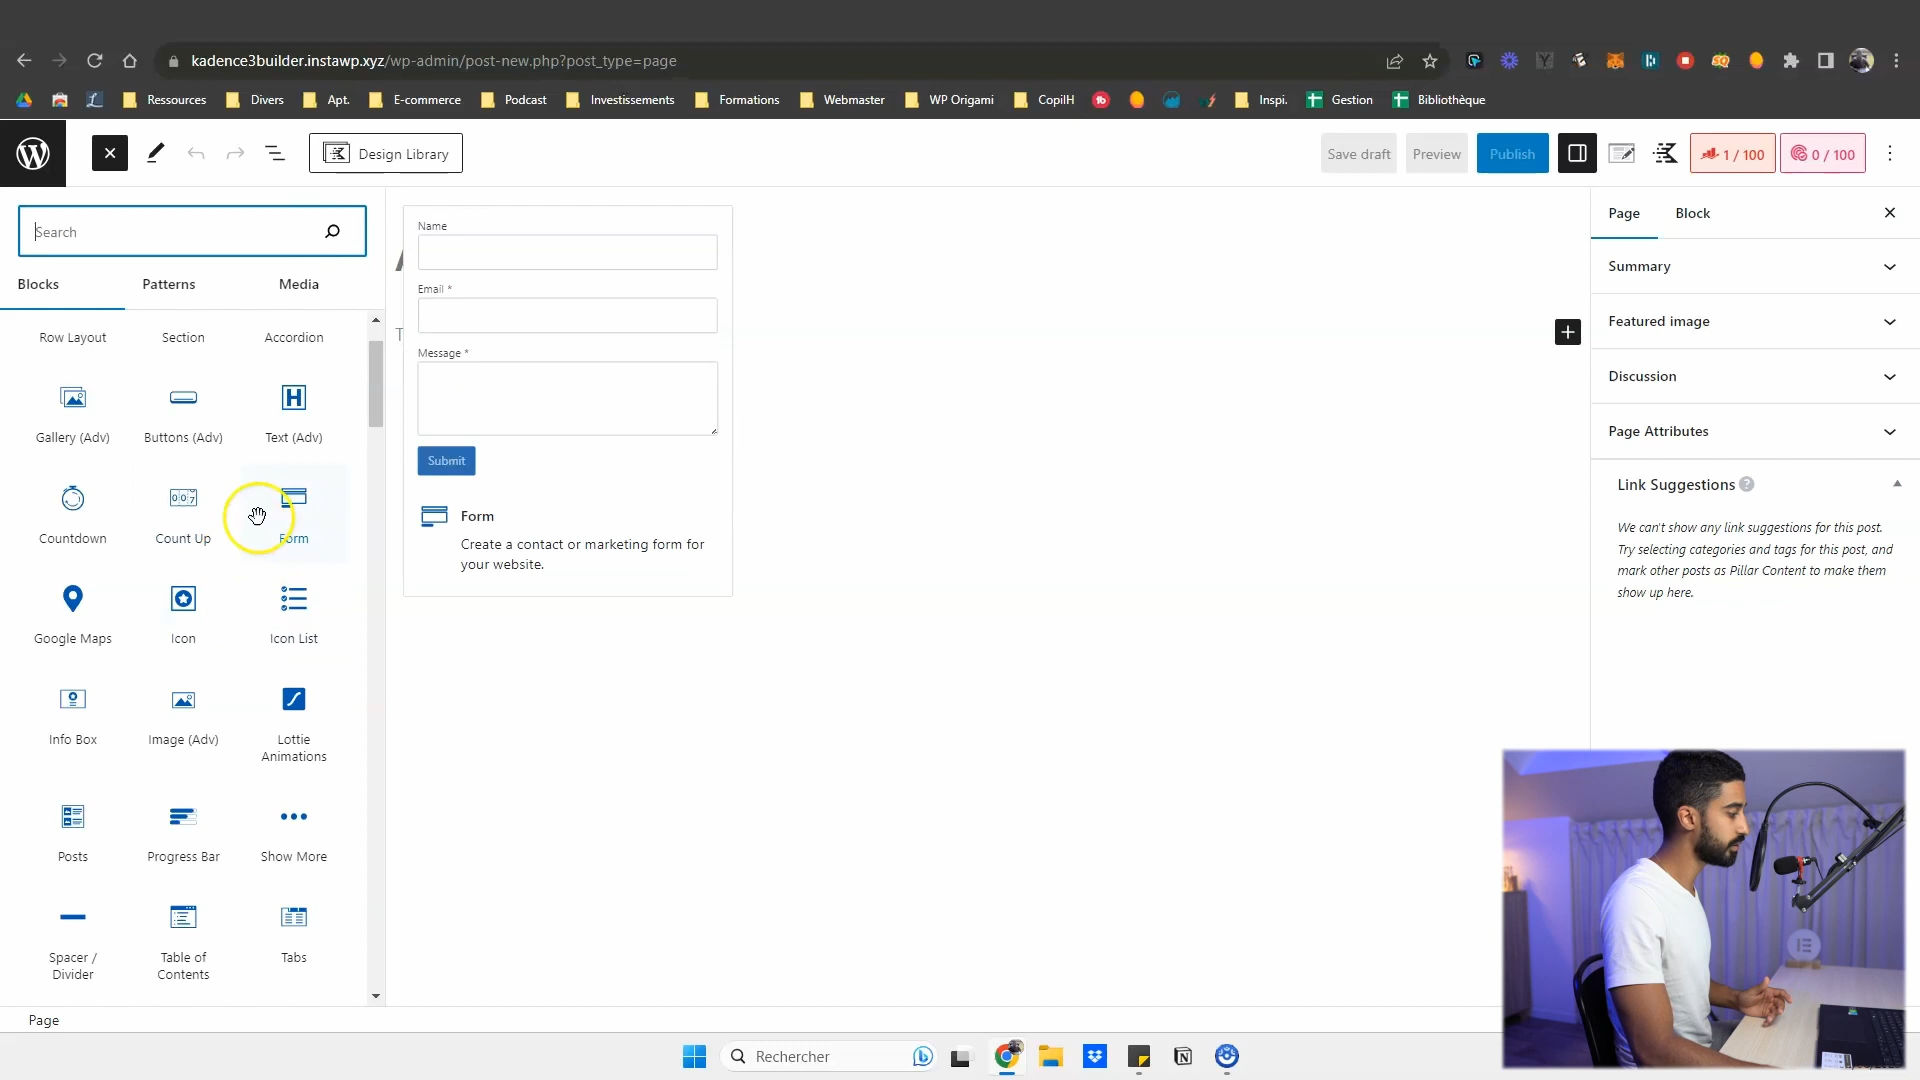 kadence3builder.instawp.xyz/wp-admin/post-new.php?post_type=page
Ressources
Divers
Apt.
E-commerce
Podcast
Investissements
Formations
Webmaster
WP Origami
CopilH
Inspi.
Gestion
Bibliothèque
Design Library
Save draft
Preview
Publish
1 / 100
0 / 100
Search
Blocks
Patterns
Media
Row Layout
Section
Accordion
Gallery (Adv)
Buttons (Adv)
Text (Adv)
Countdown
Count Up
Form
Google Maps
Icon
Icon List
Info Box
Image (Adv)
Lottie
Animations
Posts
Progress Bar
Show More
Spacer /
Divider
Table of
Contents
Tabs
Name
Email *
Message *
Submit
Form
Create a contact or marketing form for
your website.
Page
Block
Summary
Featured image
Discussion
Page Attributes
Link Suggestions
We can't show any link suggestions for this post.
Try selecting categories and tags for this post, and
mark other posts as Pillar Content to make them
show up here.
Page
Rechercher